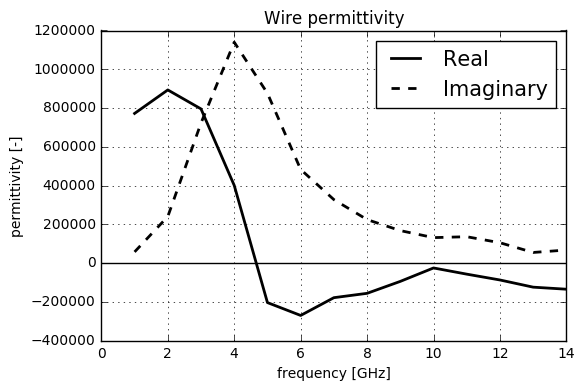 Wire permittivity
1200000
1000000
800000
600000
400000
200000
0
−200000
−400000
permittivity [-]
Real
Imaginary
0 2 4 6 8 10 12 14
frequency [GHz]